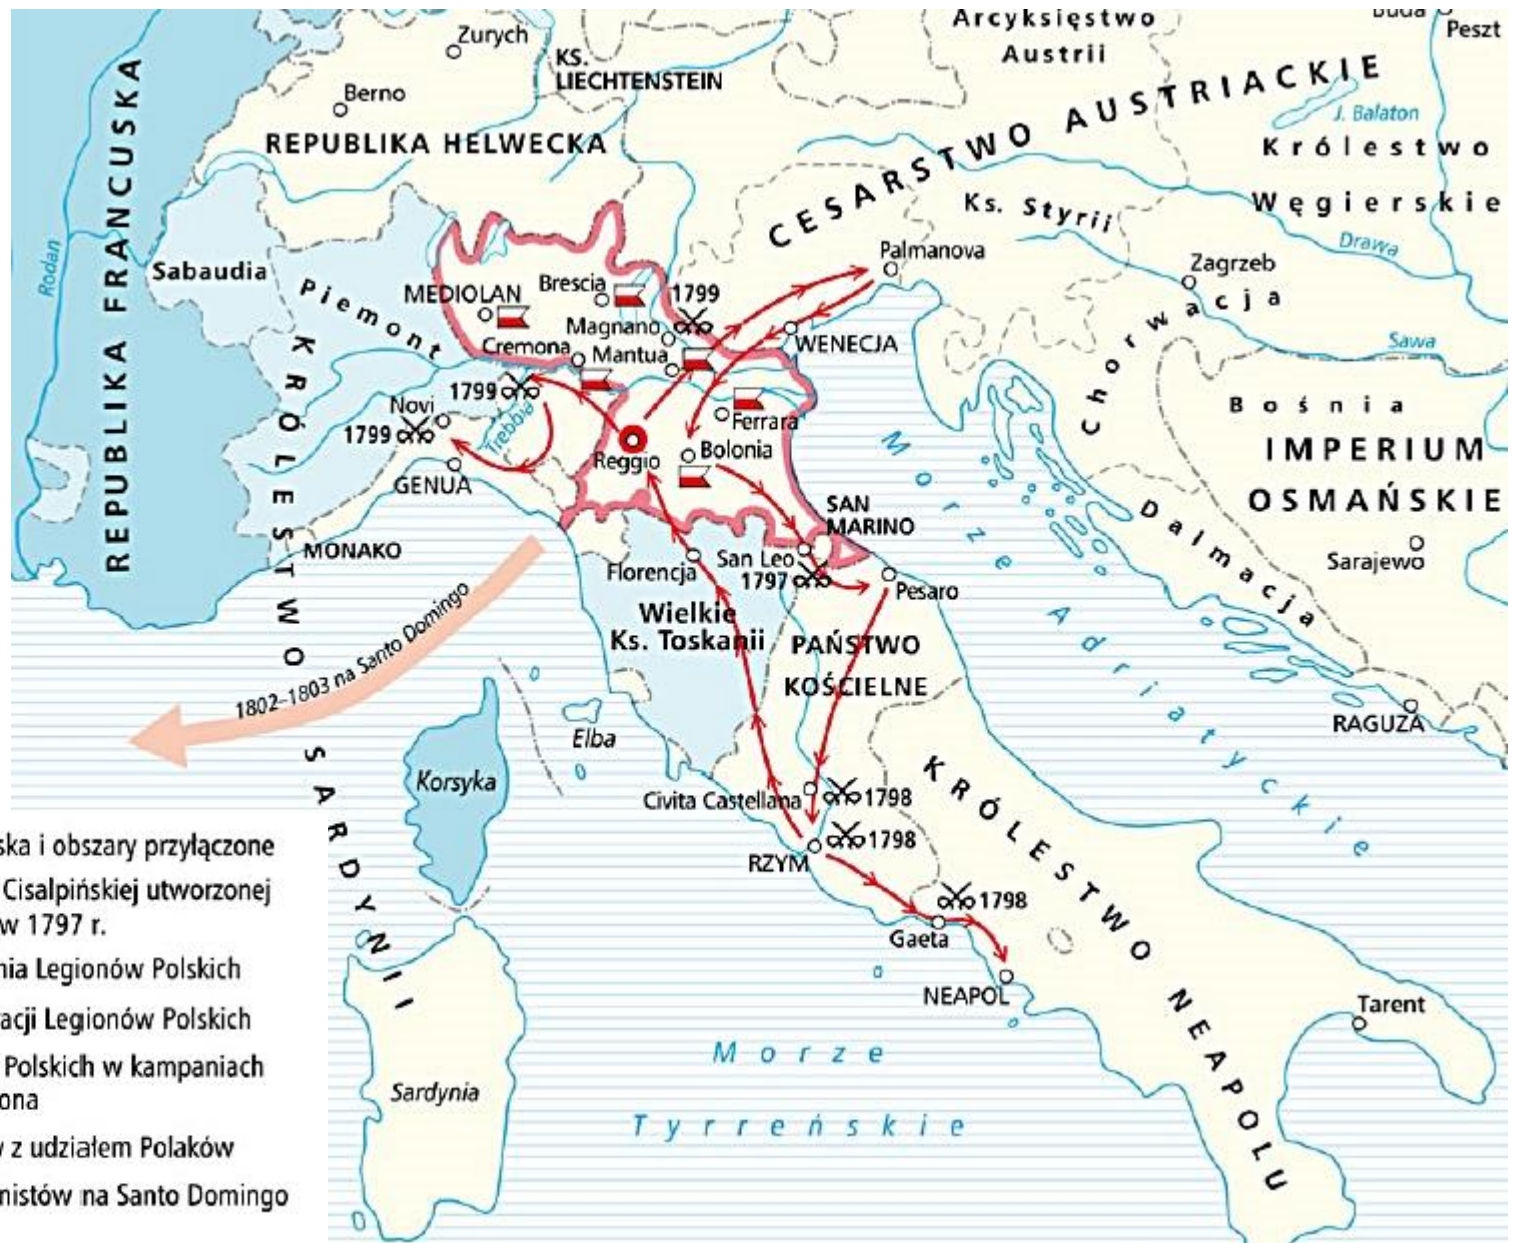 Arcyksięstwo
Austrii
Buda
Peszt
Zurych
KS.
LIECHTENSTEIN
Berno
REPUBLIKA HELWECKA
CESARSTWO AUSTRIACKIE
J. Balaton
Królestwo
Węgierskie
Ks. Styrii
Drawa
REPUBLIKA FRANCUSKA
Rodan
Sabaudia
Piemont
KRÓLESTWO SARDYNII
Palmanova
Zagrzeb
Chorwacja
Sawa
MEDIOLAN
Brescia
1799
Magnano
WENECJA
Cremona
Mantua
1799
Trebbia
Novi
1799
GENUA
Ferrara
Reggio
Bolonia
Bośnia
IMPERIUM
OSMAŃSKIE
Sarajewo
Dalmacja
Morze Adriatyckie
SAN
MARINO
MONAKO
Florencja
San Leo
1797
Pesaro
Wielkie
Ks. Toskanii
PAŃSTWO
KOŚCIELNE
1802–1803 na Santo Domingo
RAGUZA
Elba
Korsyka
Civita Castellana
1798
1798
RZYM
KRÓLESTWO NEAPOLU
1798
Gaeta
NEAPOL
Tarent
Morze
Tyrreńskie
Sardynia
ska i obszary przyłączone
Cisalpińskiej utworzonej
w 1797 r.
nia Legionów Polskich
acji Legionów Polskich
Polskich w kampaniach
ona
y z udziałem Polaków
nistów na Santo Domingo